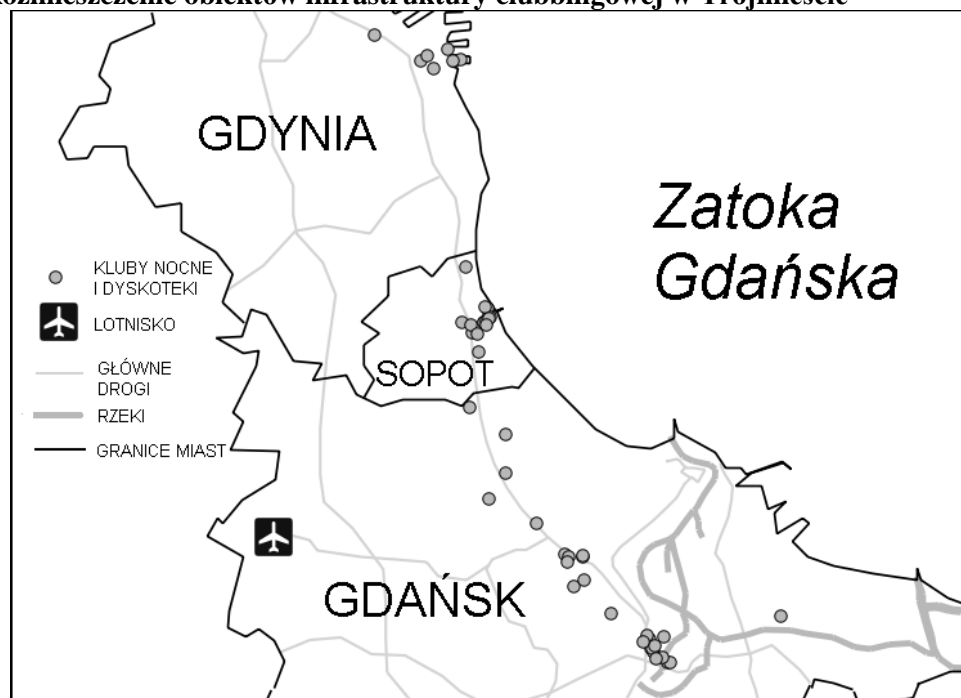 Rozmieszczenie obiektów infrastruktury clubbingowej w Trójmieście
GDYNIA
Zatoka
Gdańska
KLUBY NOCNE
I DYSKOTEKI
LOTNISKO
GŁÓWNE
DROGI
RZEKI
GRANICE MIAST
SOPOT
GDAŃSK